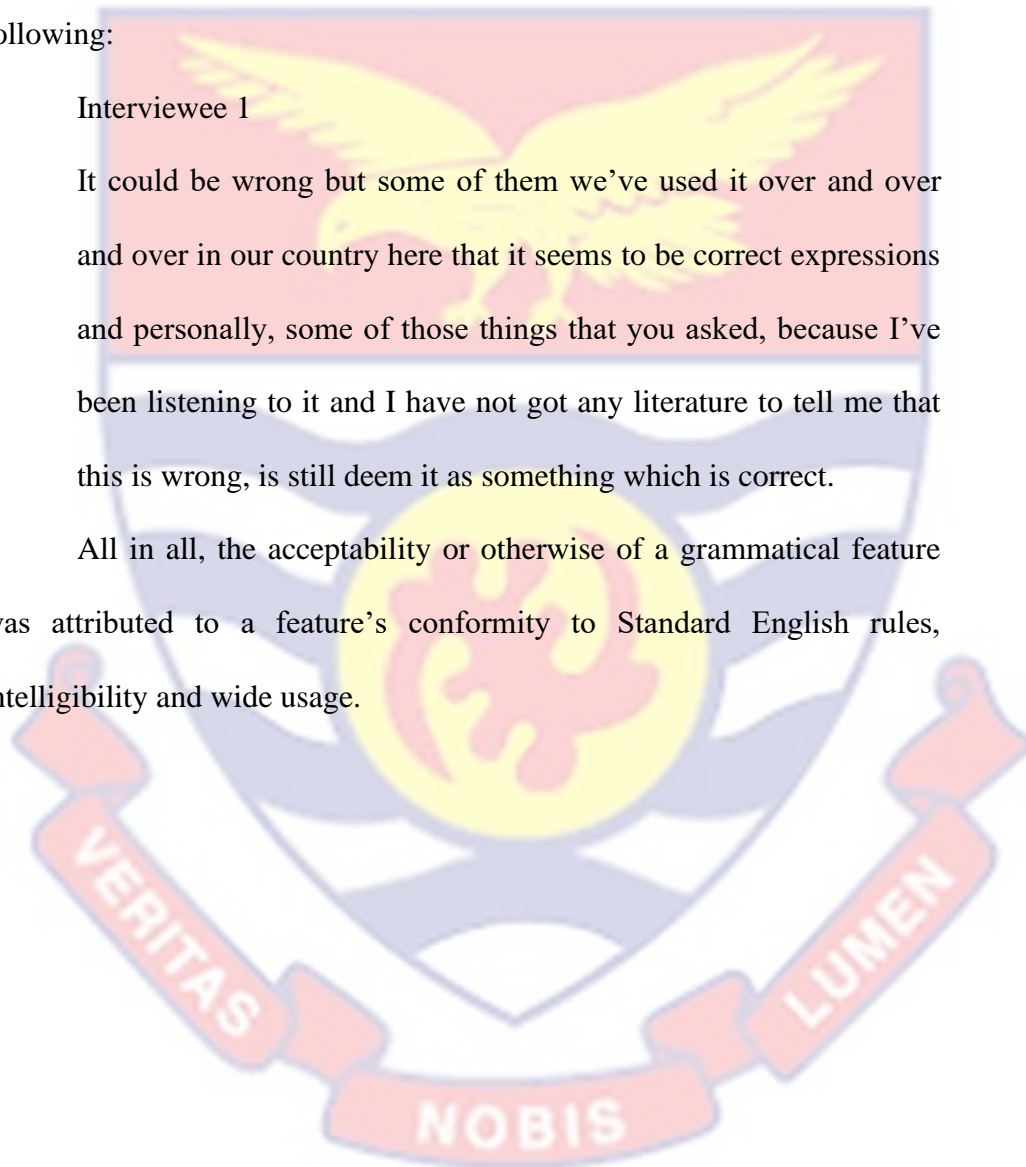 ollowing:
Interviewee 1
It could be wrong but some of them we’ve used it over and over
and over in our country here that it seems to be correct expressions
and personally, some of those things that you asked, because I’ve
been listening to it and I have not got any literature to tell me that
this is wrong, is still deem it as something which is correct.
All in all, the acceptability or otherwise of a grammatical feature
was attributed to a feature’s conformity to Standard English rules,
ntelligibility and wide usage.
VERITAS
NOBIS
LUMEN